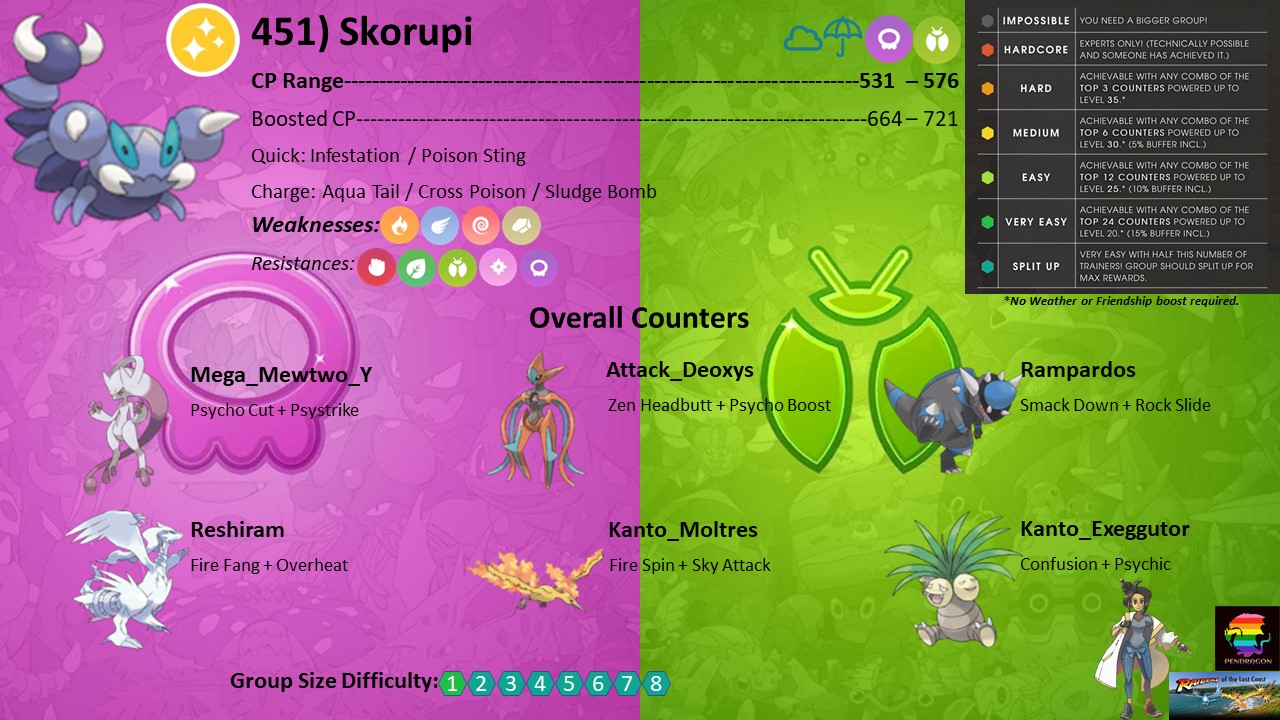 451) Skorupi
CP Range------------------------------------------------------------------------------------531 – 576
Boosted CP-----------------------------------------------------------------------------------664 – 721
Quick: Infestation / Poison Sting
Charge: Aqua Tail / Cross Poison / Sludge Bomb
Weaknesses:
Resistances:
IMPOSSIBLE YOU NEED A BIGGER GROUP!
HARDCORE EXPERTS ONLY! (TECHNICALLY POSSIBLE
AND SOMEONE HAS ACHIEVED IT.)
HARD ACHIEVABLE WITH ANY COMBO OF THE
TOP 3 COUNTERS POWERED UP TO
LEVEL 35.*
MEDIUM ACHIEVABLE WITH ANY COMBO OF THE
TOP 6 COUNTERS POWERED UP TO
LEVEL 30.* (5% BUFFER INCL.)
EASY ACHIEVABLE WITH ANY COMBO OF THE
TOP 12 COUNTERS POWERED UP TO
LEVEL 25.* (10% BUFFER INCL.)
VERY EASY ACHIEVABLE WITH ANY COMBO OF THE
TOP 24 COUNTERS POWERED UP TO
LEVEL 20.* (15% BUFFER INCL.)
SPLIT UP VERY EASY WITH HALF THIS NUMBER OF
TRAINERS! GROUP SHOULD SPLIT UP FOR
MAX REWARDS.
*No Weather or Friendship boost required.
Overall Counters
Mega_Mewtwo_Y
Psycho Cut + Psystrike
Attack_Deoxys
Zen Headbutt + Psycho Boost
Rampardos
Smack Down + Rock Slide
Reshiram
Fire Fang + Overheat
Kanto_Moltres
Fire Spin + Sky Attack
Kanto_Exeggutor
Confusion + Psychic
Group Size Difficulty: 1 2 3 4 5 6 7 8
PENDRAGON
RAIDERS of the Lost Coast